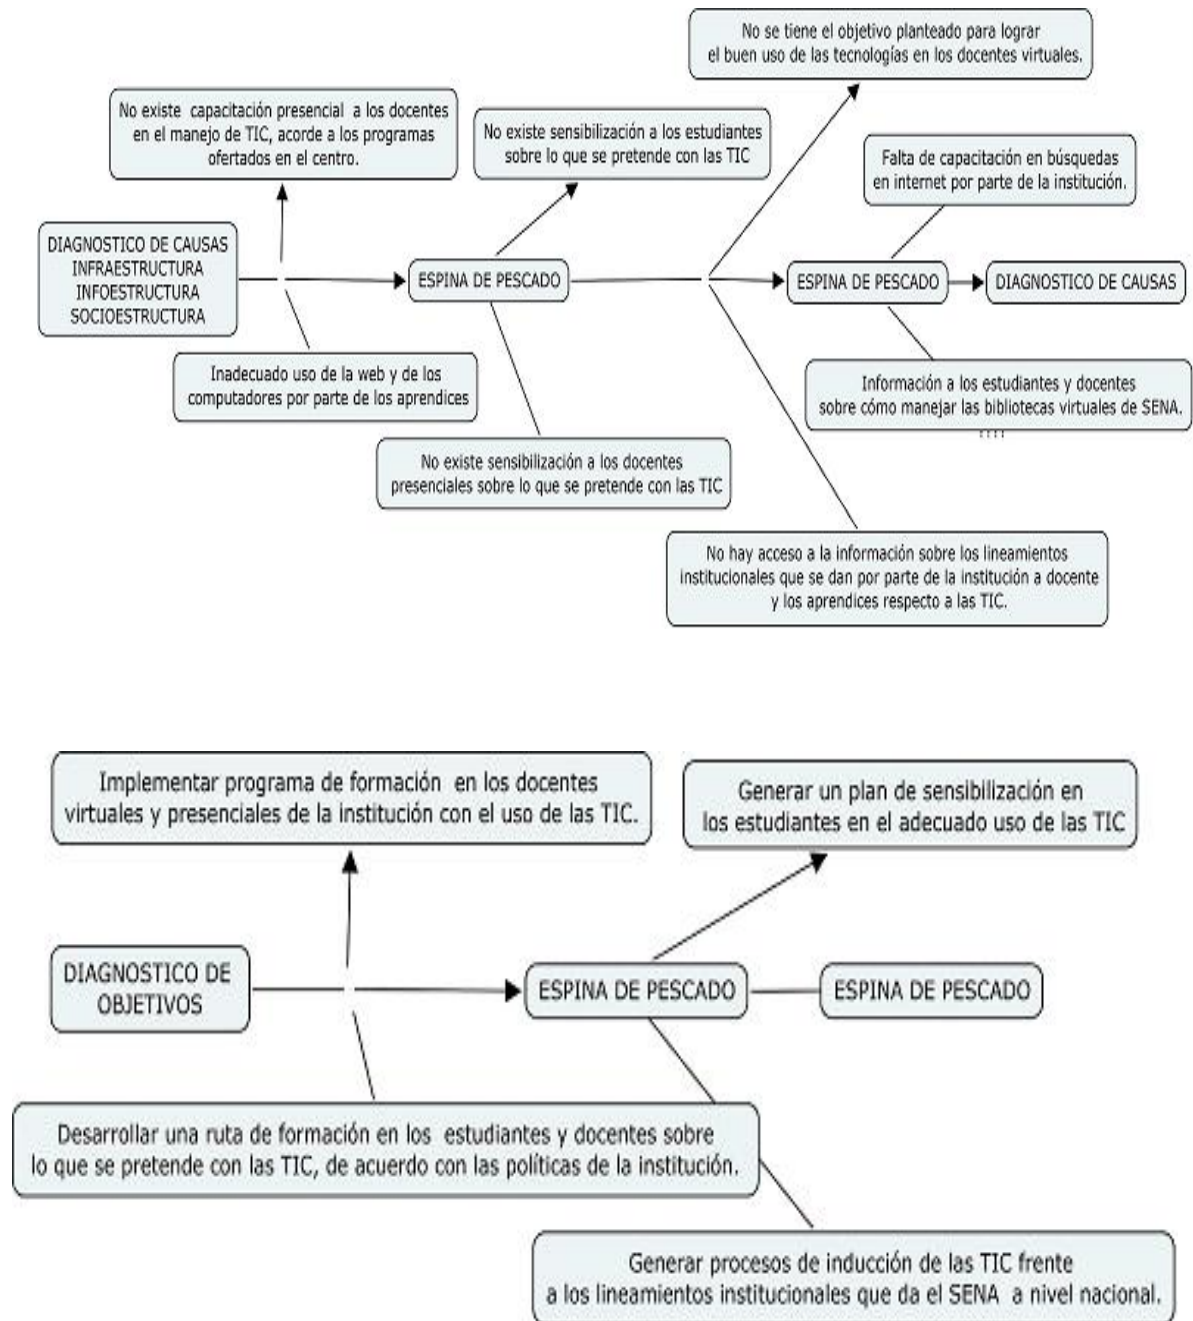 No se tiene el objetivo planteado para lograr
el buen uso de las tecnologías en los docentes virtuales.
No existe capacitación presencial a los docentes
en el manejo de TIC, acorde a los programas
ofertados en el centro.
No existe sensibilización a los estudiantes
sobre lo que se pretende con las TIC
Falta de capacitación en búsquedas
en internet por parte de la institución.
DIAGNOSTICO DE CAUSAS
INFRAESTRUCTURA
INFOESTRUCTURA
SOCIOESTRUCTURA
ESPINA DE PESCADO
ESPINA DE PESCADO
DIAGNOSTICO DE CAUSAS
Inadecuado uso de la web y de los
computadores por parte de los aprendices
Información a los estudiantes y docentes
sobre cómo manejar las bibliotecas virtuales de SENA.
No existe sensibilización a los docentes
presenciales sobre lo que se pretende con las TIC
No hay acceso a la información sobre los lineamientos
institucionales que se dan por parte de la institución a docente
y los aprendices respecto a las TIC.
Implementar programa de formación en los docentes
virtuales y presenciales de la institución con el uso de las TIC.
Generar un plan de sensibilización en
los estudiantes en el adecuado uso de las TIC
DIAGNOSTICO DE
OBJETIVOS
ESPINA DE PESCADO
ESPINA DE PESCADO
Desarrollar una ruta de formación en los estudiantes y docentes sobre
lo que se pretende con las TIC, de acuerdo con las políticas de la institución.
Generar procesos de inducción de las TIC frente
a los lineamientos institucionales que da el SENA a nivel nacional.